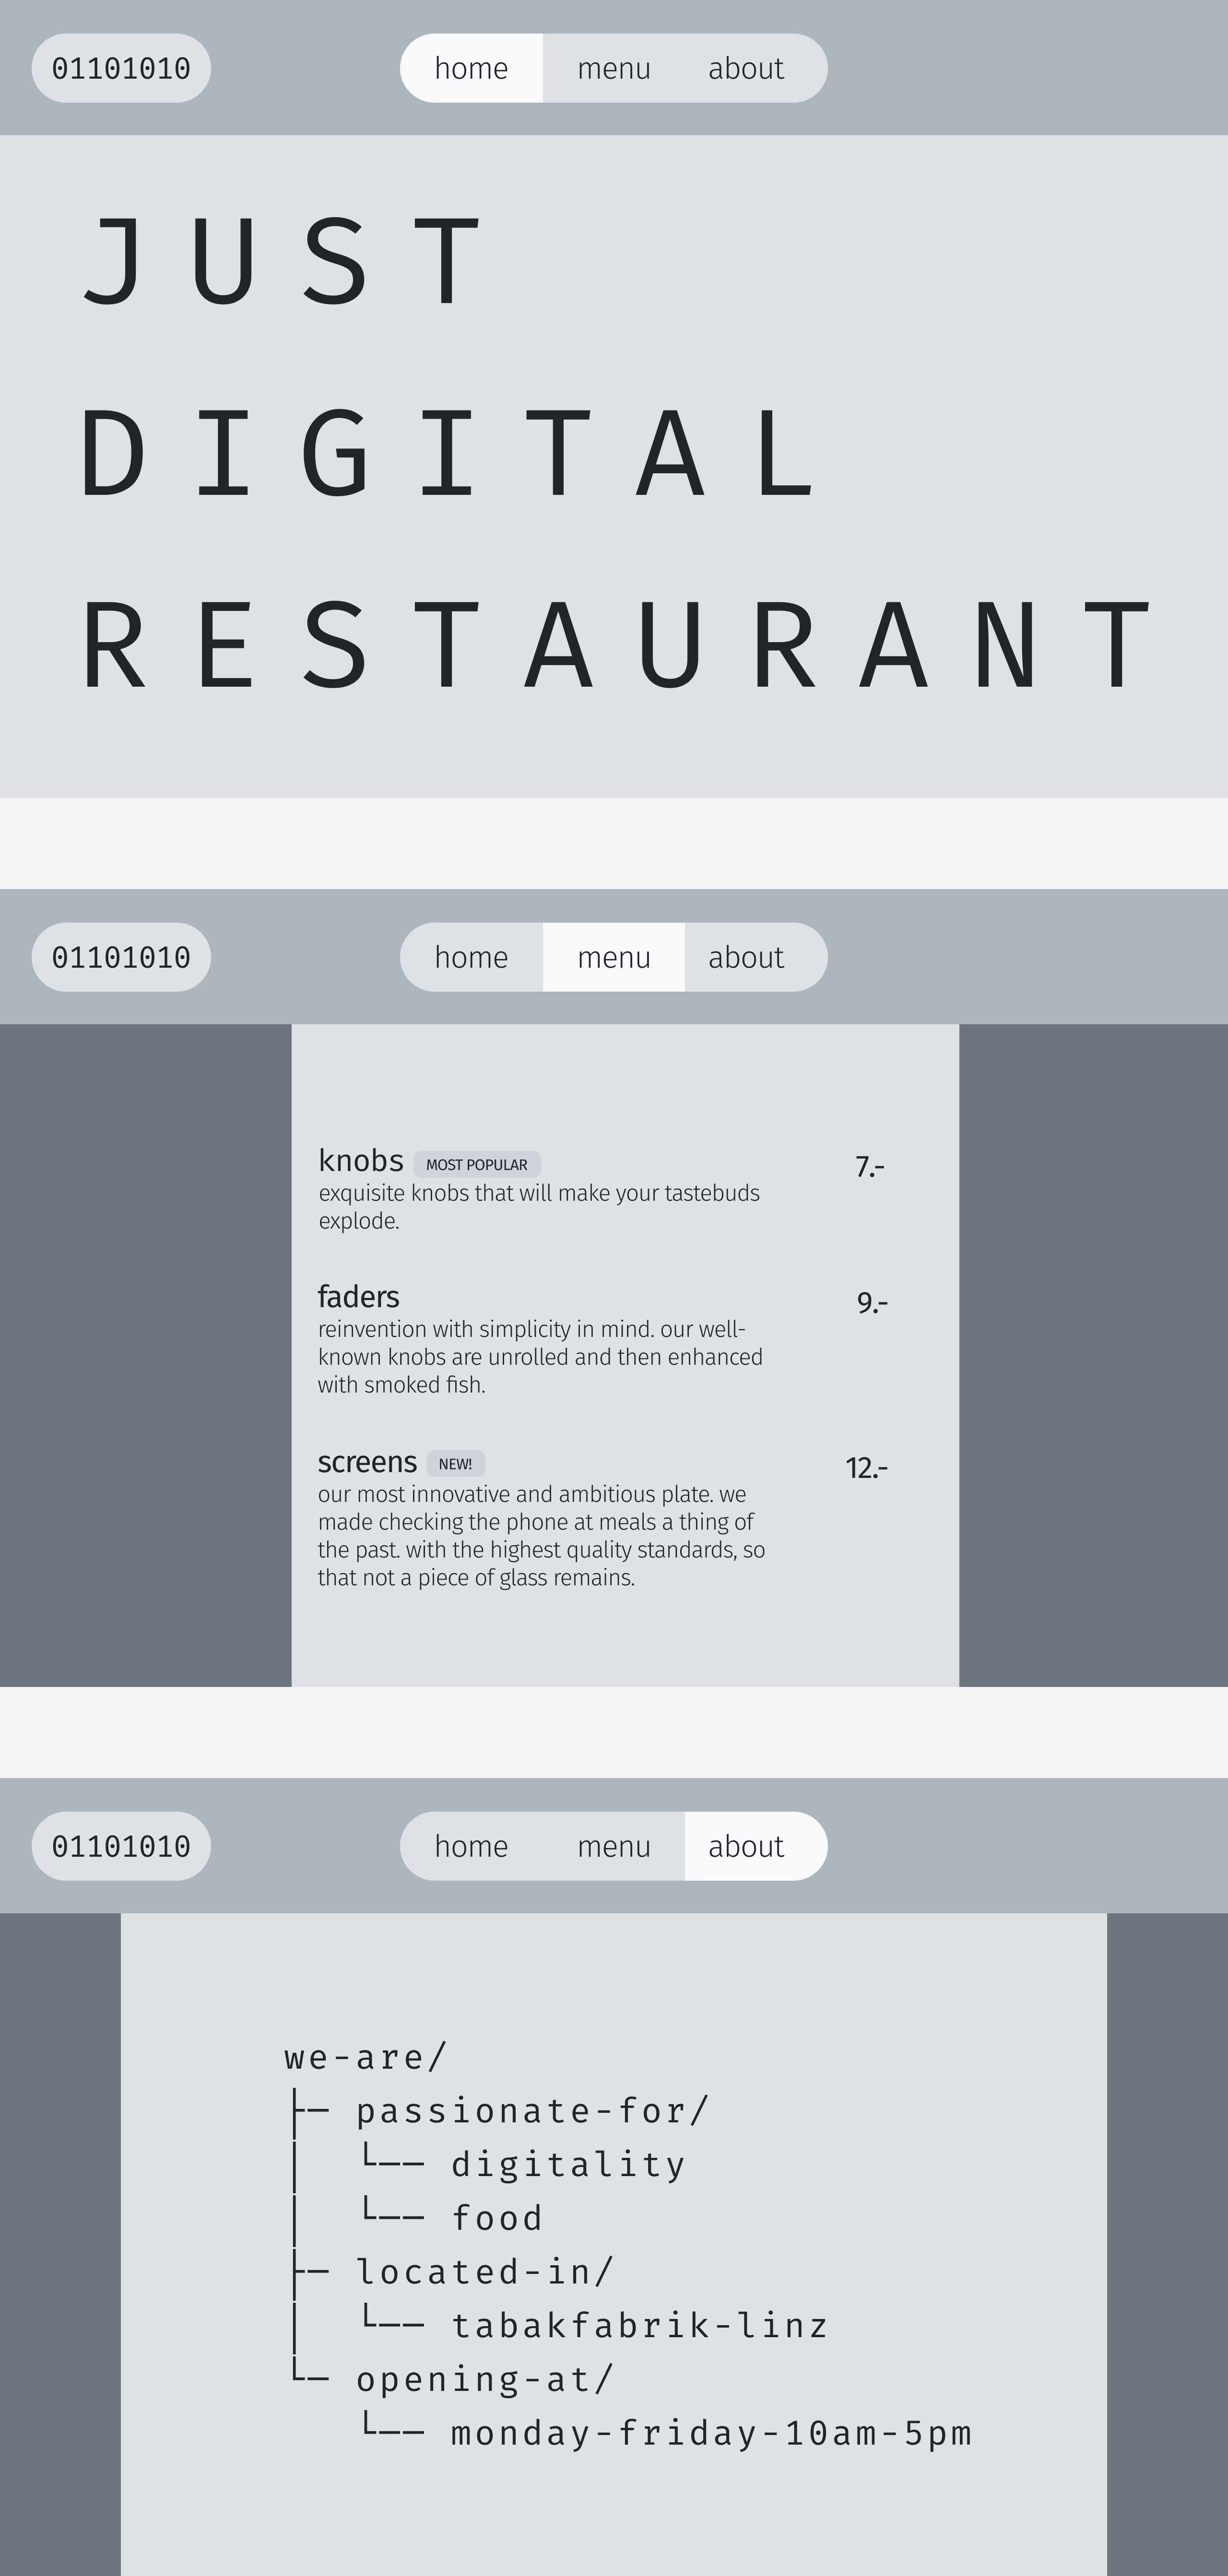 01101010
home menu about
JUST
DIGITAL
RESTAURANT
01101010
home menu about
knobs MOST POPULAR 7.-
exquisite knobs that will make your tastebuds
explode.
faders 9.-
reinvention with simplicity in mind. our well-
known knobs are unrolled and then enhanced
with smoked fish.
screens NEW! 12.-
our most innovative and ambitious plate. we
made checking the phone at meals a thing of
the past. with the highest quality standards, so
that not a piece of glass remains.
01101010
home menu about
we-are/
├─ passionate-for/
│  └── digitality
│  └── food
├─ located-in/
│  └── tabakfabrik-linz
└─ opening-at/
   └── monday-friday-10am-5pm